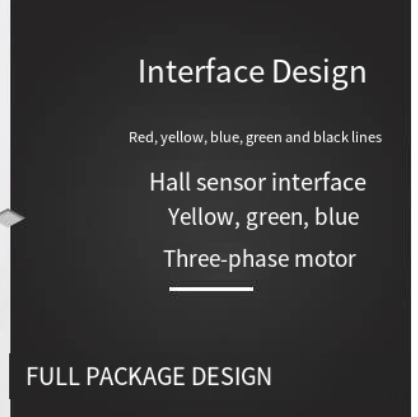 Interface Design
Red, yellow, blue, green and black lines
Hall sensor interface
Yellow, green, blue
Three-phase motor
FULL PACKAGE DESIGN